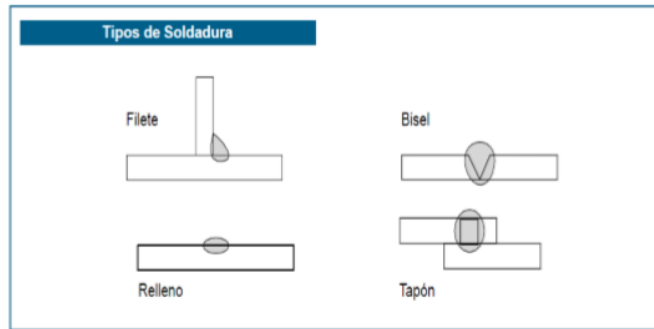 Tipos de Soldadura
Filete
Bisel
Relleno
Tapón